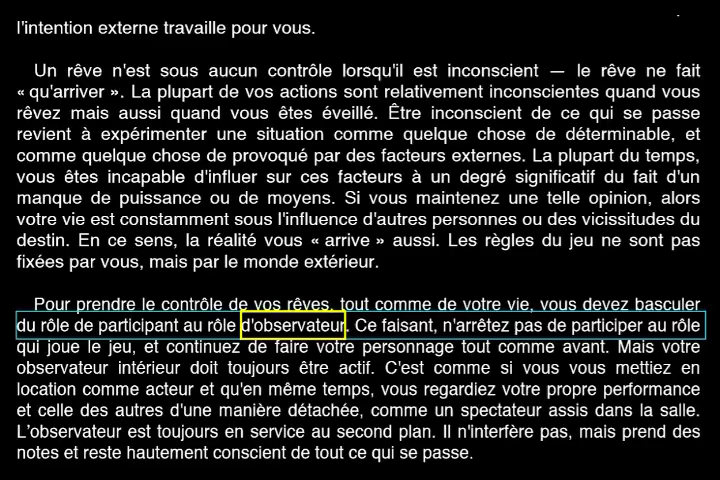 l'intention externe travaille pour vous.
Un rêve n'est sous aucun contrôle lorsqu'il est inconscient — le rêve ne fait
« qu'arriver ». La plupart de vos actions sont relativement inconscientes quand vous
rêvez mais aussi quand vous êtes éveillé. Être inconscient de ce qui se passe
revient à expérimenter une situation comme quelque chose de déterminable, et
comme quelque chose de provoqué par des facteurs externes. La plupart du temps,
vous êtes incapable d'influer sur ces facteurs à un degré significatif du fait d'un
manque de puissance ou de moyens. Si vous maintenez une telle opinion, alors
votre vie est constamment sous l'influence d'autres personnes ou des vicissitudes du
destin. En ce sens, la réalité vous « arrive » aussi. Les règles du jeu ne sont pas
fixées par vous, mais par le monde extérieur.
Pour prendre le contrôle de vos rêves, tout comme de votre vie, vous devez basculer
du rôle de participant au rôle d'observateur. Ce faisant, n'arrêtez pas de participer au rôle
qui joue le jeu, et continuez de faire votre personnage tout comme avant. Mais votre
observateur intérieur doit toujours être actif. C'est comme si vous vous mettiez en
location comme acteur et qu'en même temps, vous regardiez votre propre performance
et celle des autres d'une manière détachée, comme un spectateur assis dans la salle.
L'observateur est toujours en service au second plan. Il n'interfère pas, mais prend des
notes et reste hautement conscient de tout ce qui se passe.